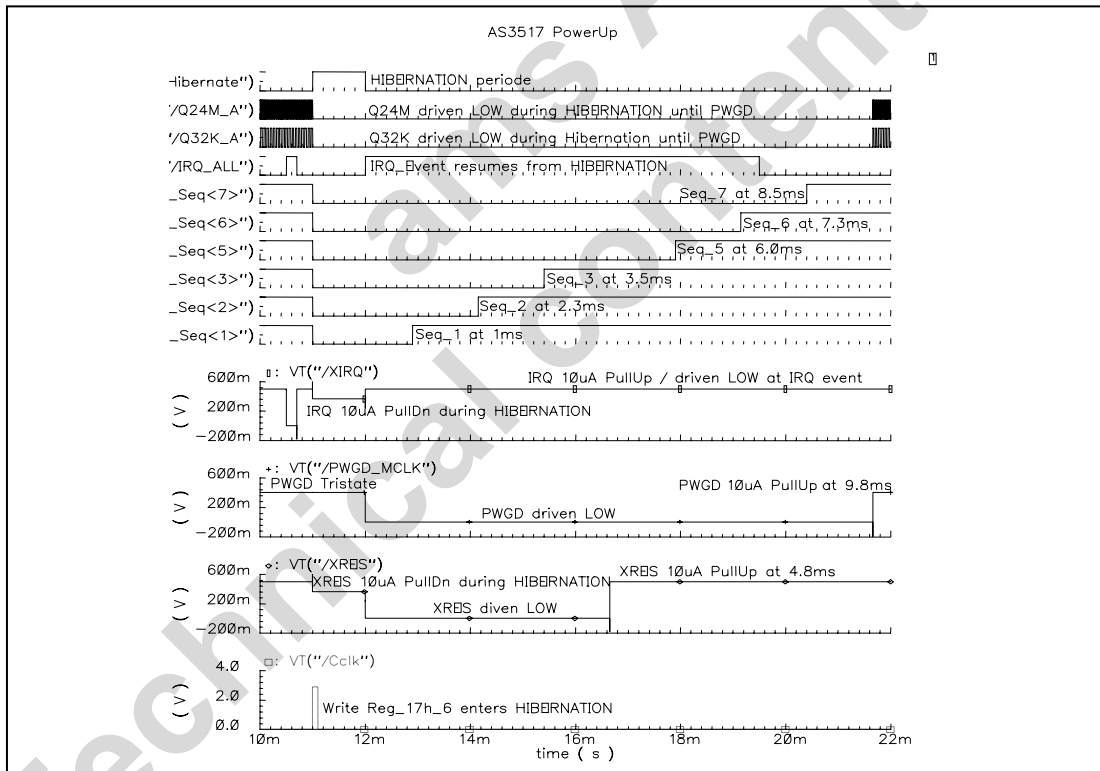 AS3517 PowerUp
1
Hibernate") HIBERNATION periode
"/Q24M_A") Q24M driven LOW during HIBERNATION until PWGD
"/Q32K_A") Q32K driven LOW during Hibernation until PWGD
"/IRQ_ALL") IRQ_Event resumes from HIBERNATION
_Seq<7>") Seq_7 at 8.5ms
_Seq<6>") Seq_6 at 7.3ms
_Seq<5>") Seq_5 at 6.0ms
_Seq<3>") Seq_3 at 3.5ms
_Seq<2>") Seq_2 at 2.3ms
_Seq<1>") Seq_1 at 1ms
: VT("/XIRQ")
600m
200m
-200m
(V)
IRQ 10uA PullUp / driven LOW at IRQ event
IRQ 10uA PullDn during HIBERNATION
+: VT("/PWGD_MCLK")
600m
200m
-200m
(V)
PWGD Tristate
PWGD 10uA PullUp at 9.8ms
PWGD driven LOW
: VT("/XRES")
600m
200m
-200m
(V)
XRES 10uA PullDn during HIBERNATION
XRES 10uA PullUp at 4.8ms
XRES diven LOW
: VT("/Cclk")
4.0
2.0
0.0
(V)
Write Reg_17h_6 enters HIBERNATION
10m 12m 14m 16m 18m 20m 22m
time ( s )
ams A
technical content